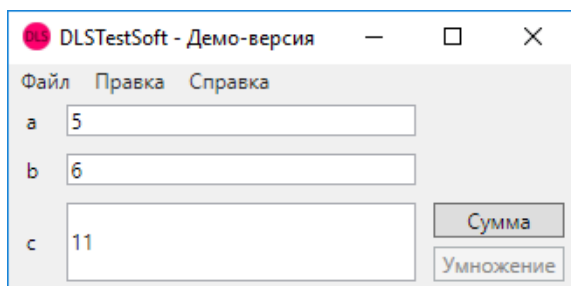 DLS DLSTestSoft - Демо-версия
Файл Правка Справка
a 5
b 6
c 11
Сумма
Умножение